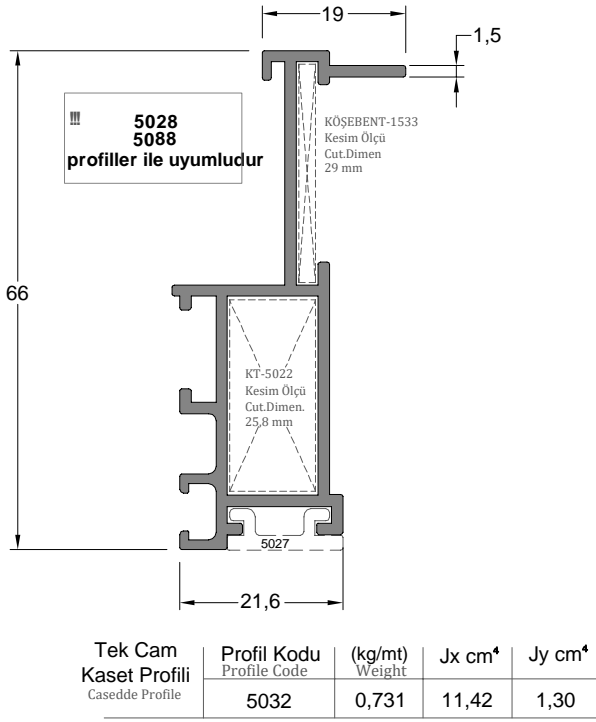 19
1,5
!!!
5028
5088
profiller ile uyumludur
KÖŞEBENT-1533
Kesim Ölçü
Cut.Dimen
29 mm
66
KT-5022
Kesim Ölçü
Cut.Dimen.
25,8 mm
5027
21,6
Tek Cam
Kaset Profili
Casedde Profile
Profil Kodu
Profile Code
(kg/mt)
Weight
Jx cm⁴
Jy cm⁴
5032
0,731
11,42
1,30